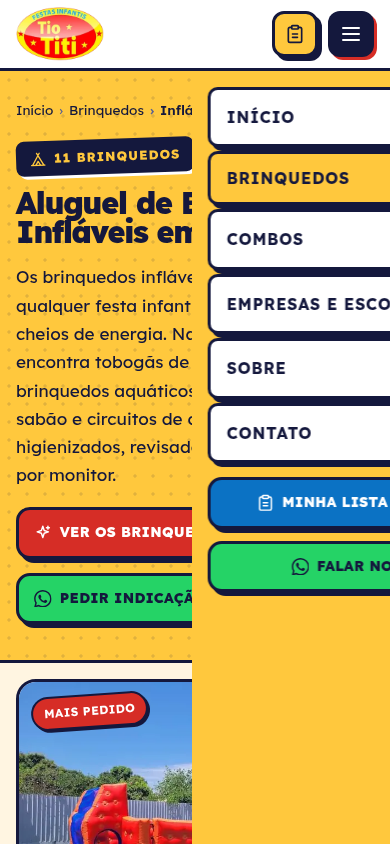 FESTAS INFANTIS
Tio
Titi
Início › Brinquedos › Inflá
11 BRINQUEDOS
Aluguel de B
Infláveis em
Os brinquedos infláve
qualquer festa infant
cheios de energia. Na
encontra tobogãs de
brinquedos aquáticos
sabão e circuitos de
higienizados, revisad
por monitor.
VER OS BRINQUE
PEDIR INDICAÇÃ
MAIS PEDIDO
INÍCIO
BRINQUEDOS
COMBOS
EMPRESAS E ESCO
SOBRE
CONTATO
MINHA LISTA
FALAR NO